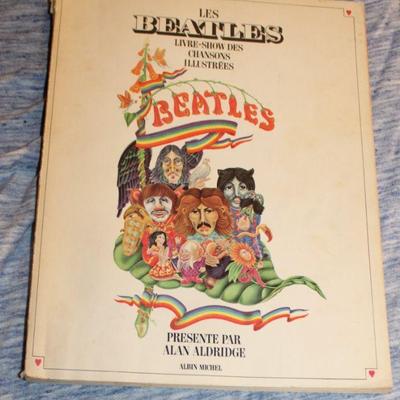 LES
BEATLES
LIVRE-SHOW DES
CHANSONS
ILLUSTRÉES
BEATLES
PRESENTE PAR
ALAN ALDRIDGE
ALBIN MICHEL